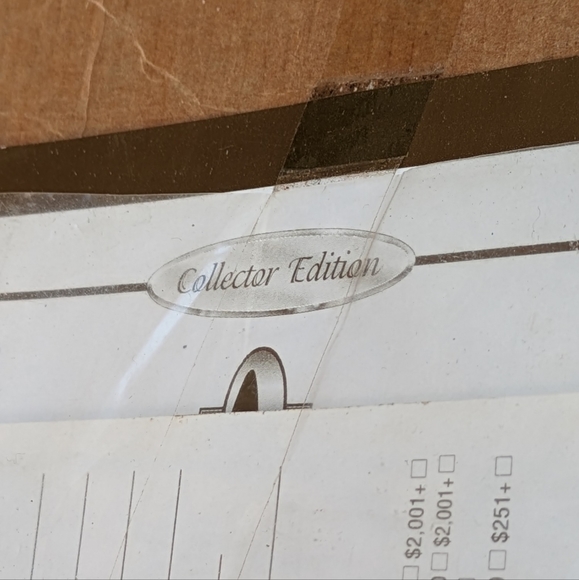 Collector Edition
$2,001+
$2,001+
$251+